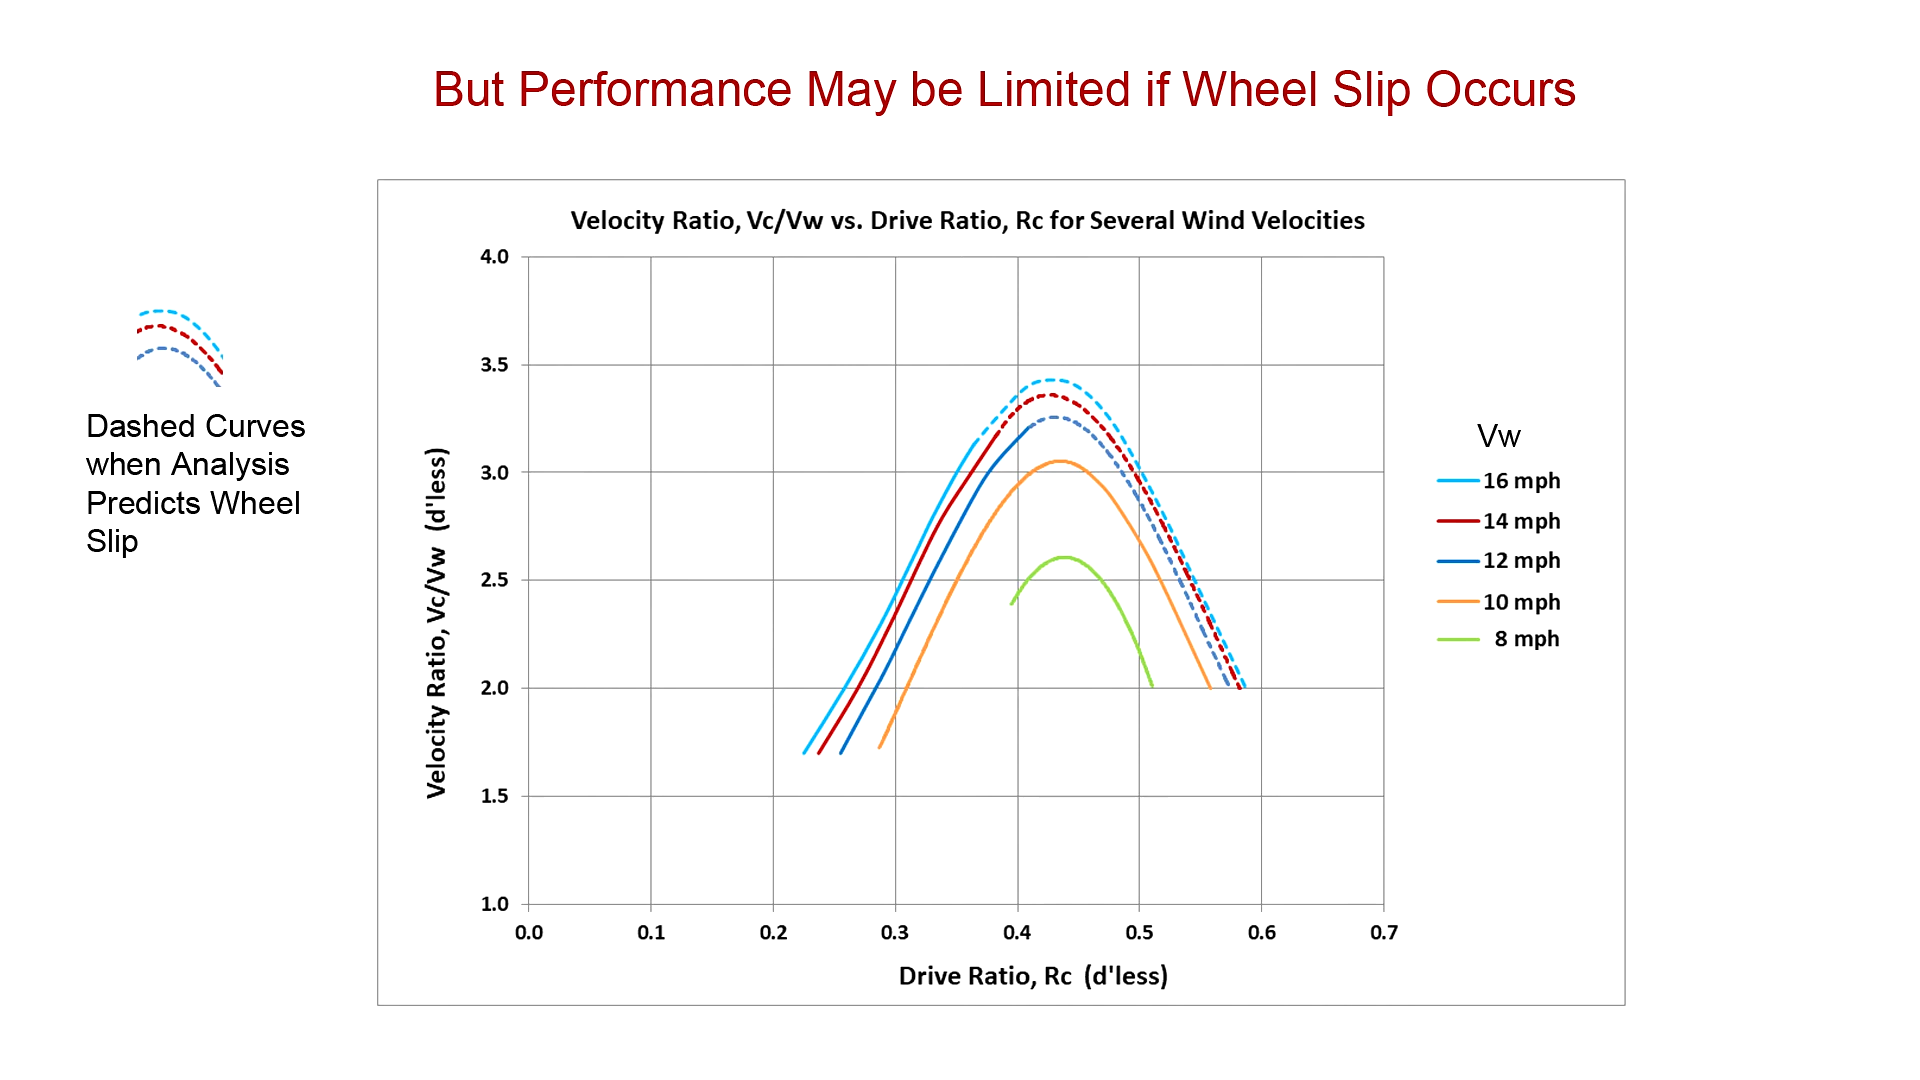 But Performance May be Limited if Wheel Slip Occurs
Dashed Curves
when Analysis
Predicts Wheel
Slip
Velocity Ratio, Vc/Vw vs. Drive Ratio, Rc for Several Wind Velocities
Velocity Ratio, Vc/Vw (d'less)
4.0
3.5
3.0
2.5
2.0
1.5
1.0
0.0 0.1 0.2 0.3 0.4 0.5 0.6 0.7
Drive Ratio, Rc (d'less)
Vw
16 mph
14 mph
12 mph
10 mph
8 mph